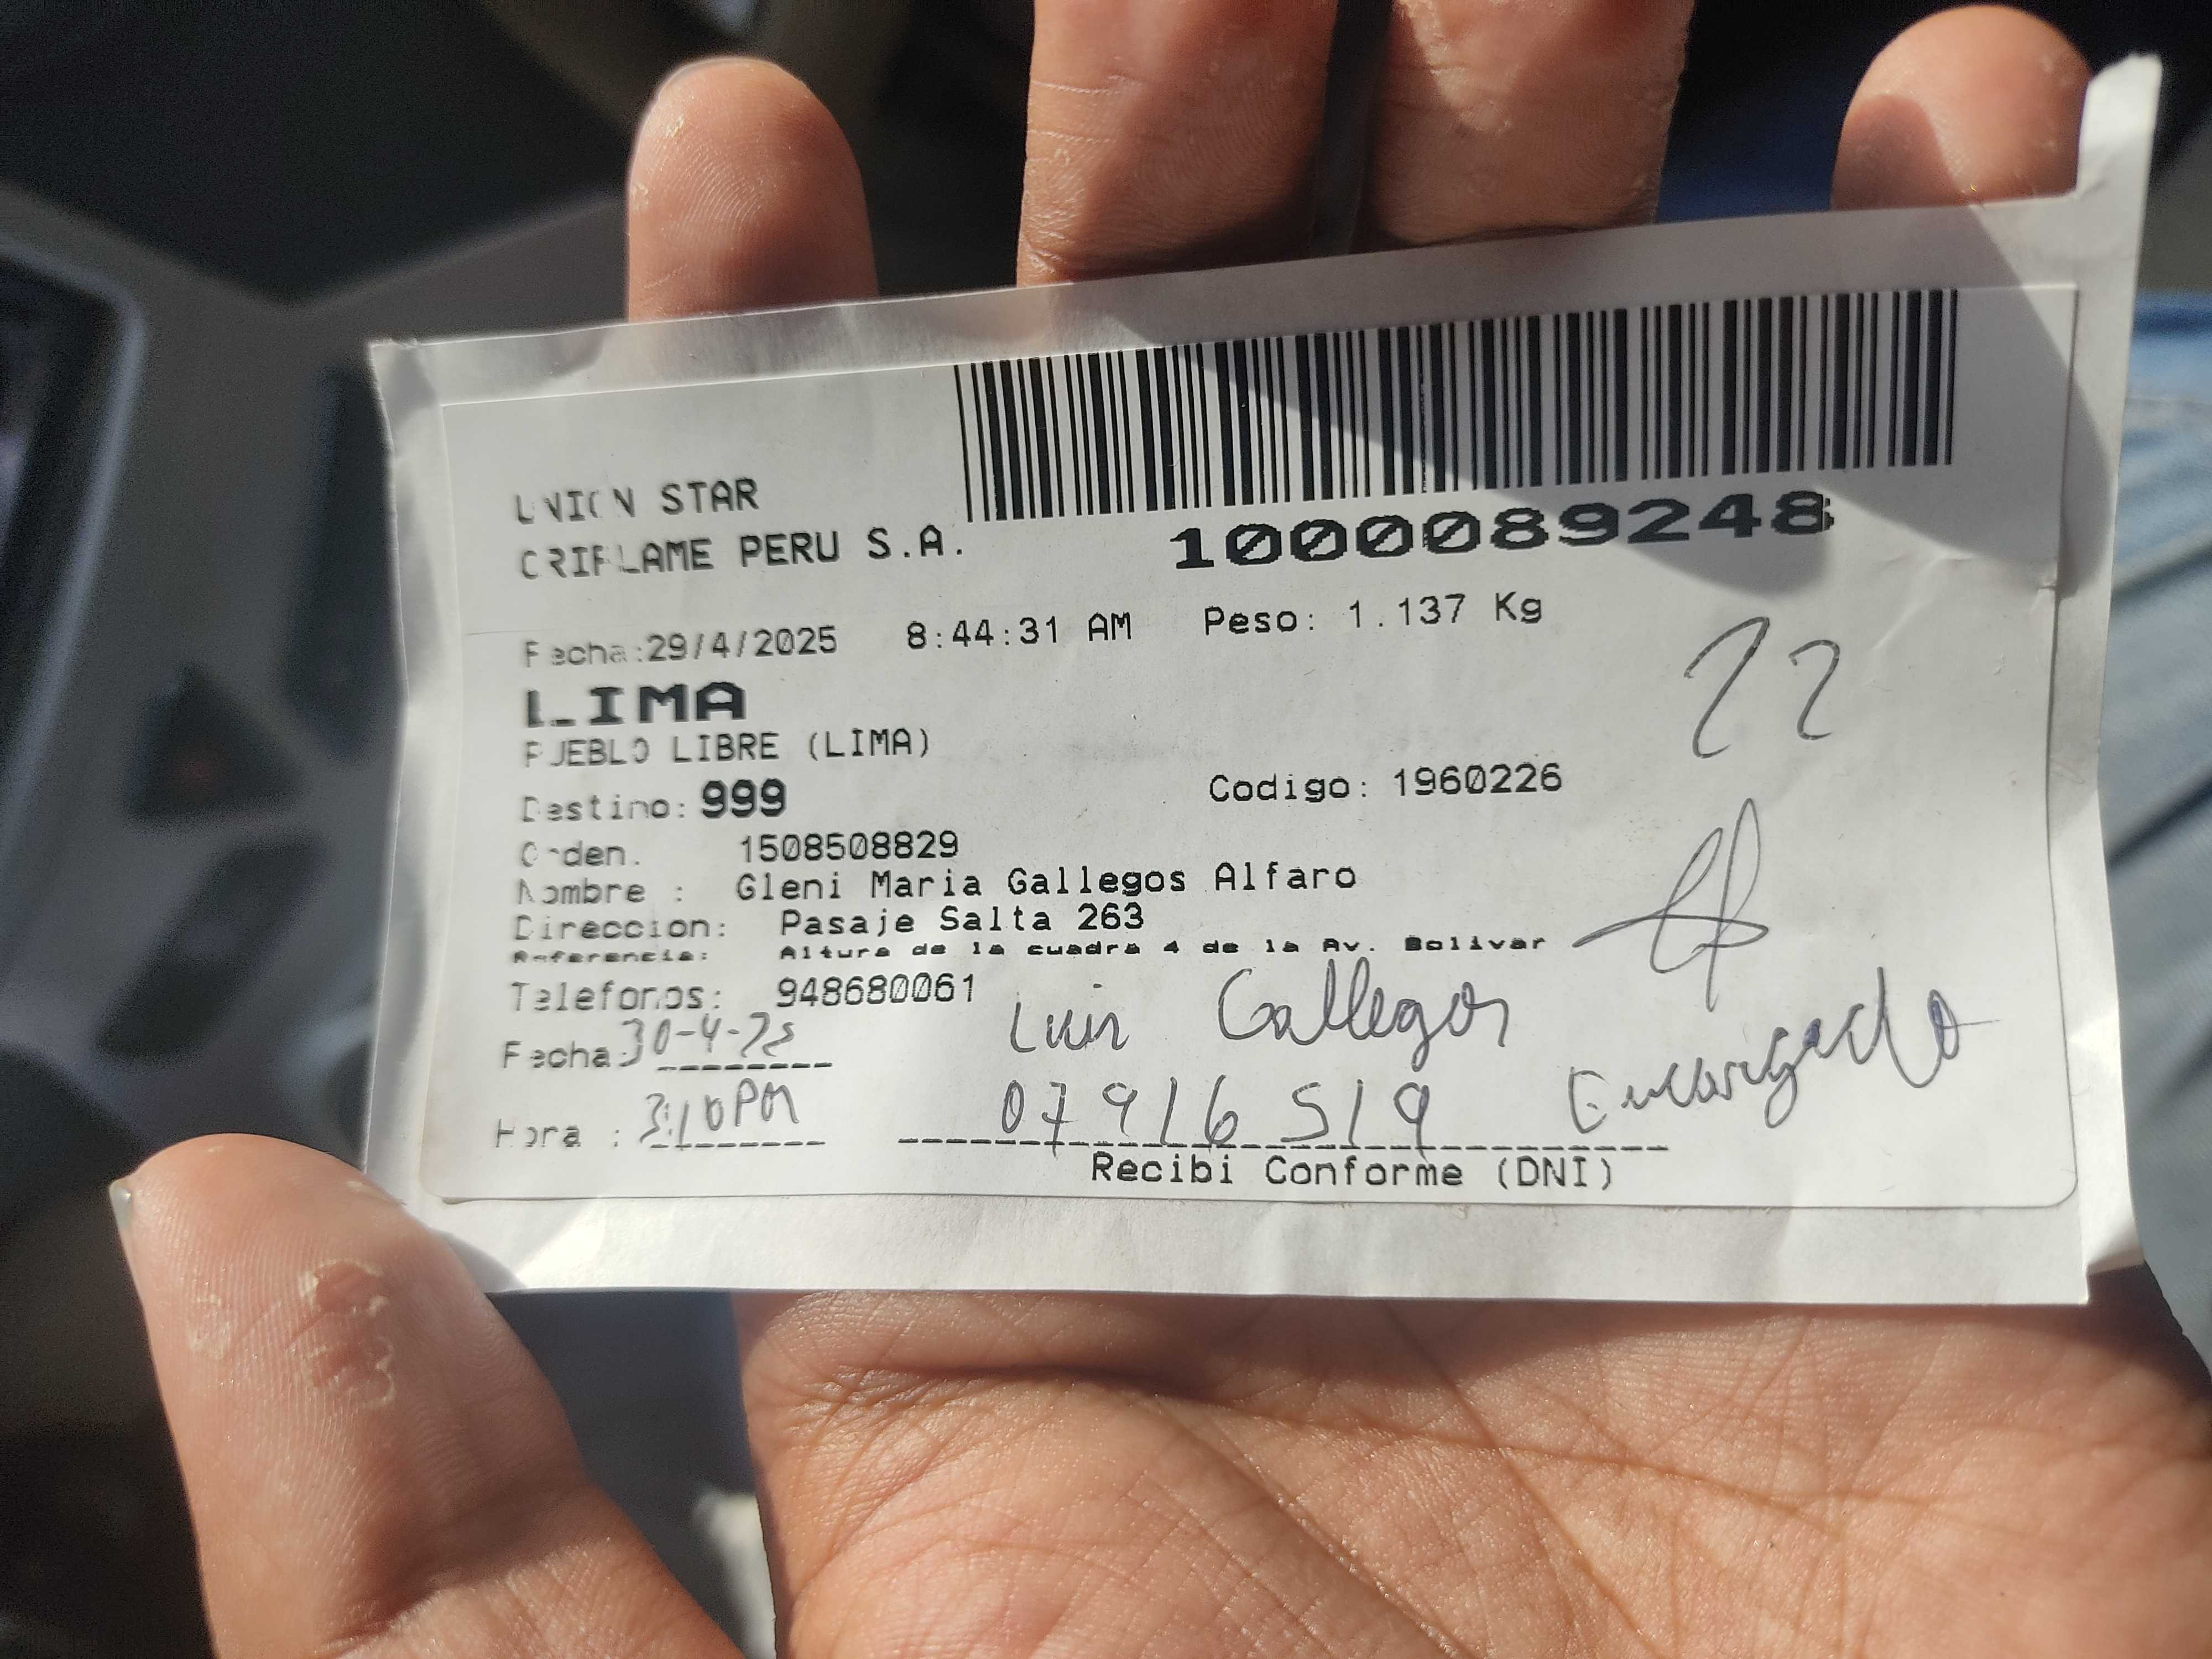 UNION STAR
ORIFLAME PERU S.A.
1000089248
Fecha:29/4/2025 8:44:31 AM Peso: 1.137 Kg
22
LIMA
PUEBLO LIBRE (LIMA)
Destino: 999 Codigo: 1960226
Orden. 1508508829
Nombre : Gleni Maria Gallegos Alfaro
Direccion: Pasaje Salta 263
Referencia: Altura de la cuadra 4 de la Av. Bolivar
Telefonos: 948680061
Luis Gallegos
Fecha: 30-4-25
Encargado
Hora : 3:10 PM 07916519
Recibi Conforme (DNI)